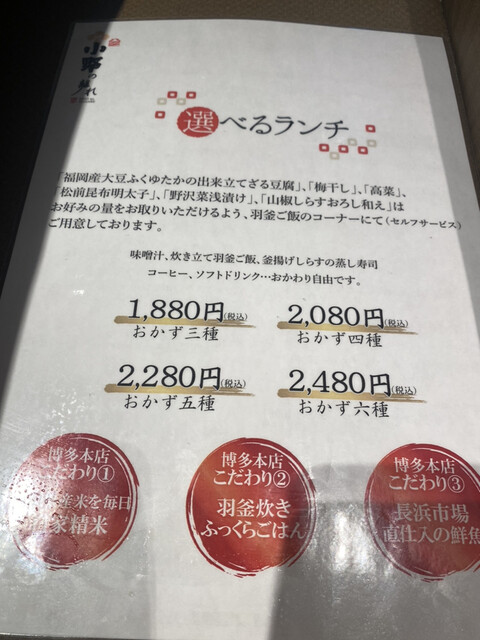 小野の離れ
選べるランチ
「福岡産大豆ふくゆたかの出来立てざる豆腐」、「梅干し」、「高菜」、
「松前昆布明太子」、「野沢菜浅漬け」、「山椒しらすおろし和え」は
お好みの量をお取りいただけるよう、羽釜ご飯のコーナーにて(セルフサービス)
ご用意しております。
味噌汁、炊き立て羽釜ご飯、釜揚げしらすの蒸し寿司
コーヒー、ソフトドリンク…おかわり自由です。
1,880円(税込)
おかず三種
2,080円(税込)
おかず四種
2,280円(税込)
おかず五種
2,480円(税込)
おかず六種
博多本店
こだわり①
産米を毎日
家精米
博多本店
こだわり②
羽釜炊き
ふっくらごはん
博多本店
こだわり③
長浜市場
直仕入の鮮魚